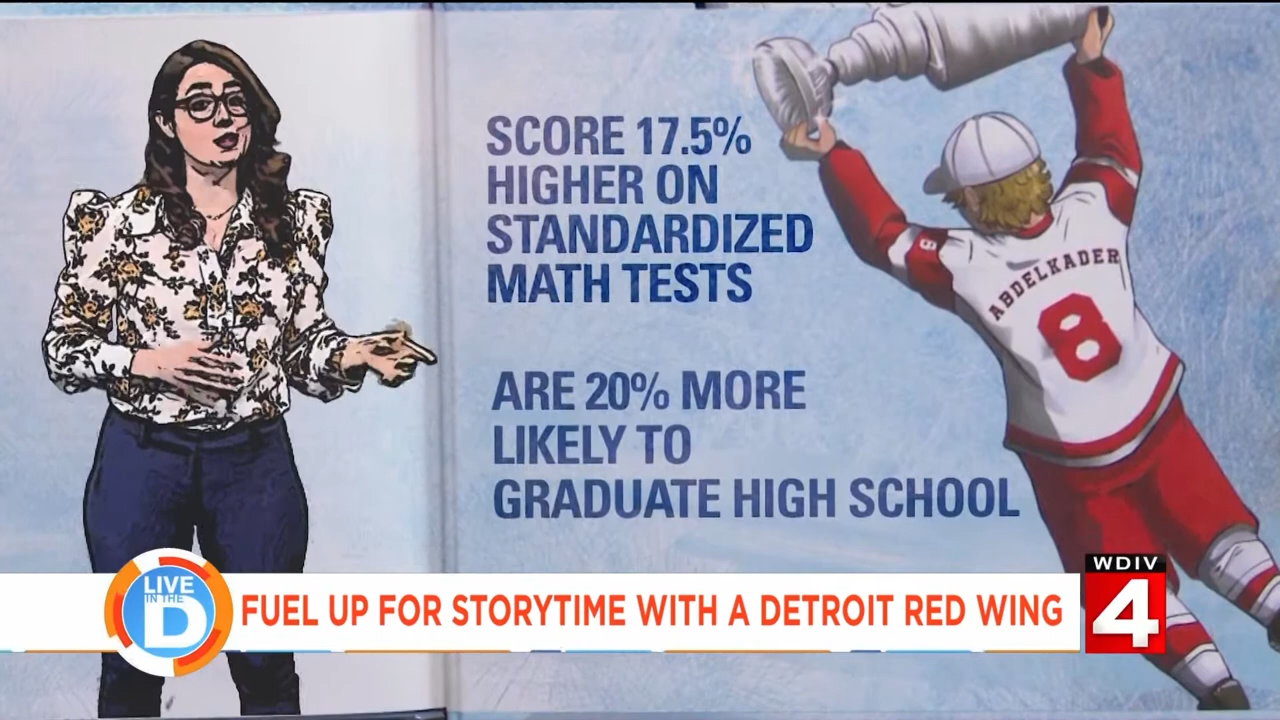 SCORE 17.5%
HIGHER ON
STANDARDIZED
MATH TESTS
ARE 20% MORE
LIKELY TO
GRADUATE HIGH SCHOOL
ABDELKADER
8
8
LIVE
IN THE
D
FUEL UP FOR STORYTIME WITH A DETROIT RED WING
WDIV
4